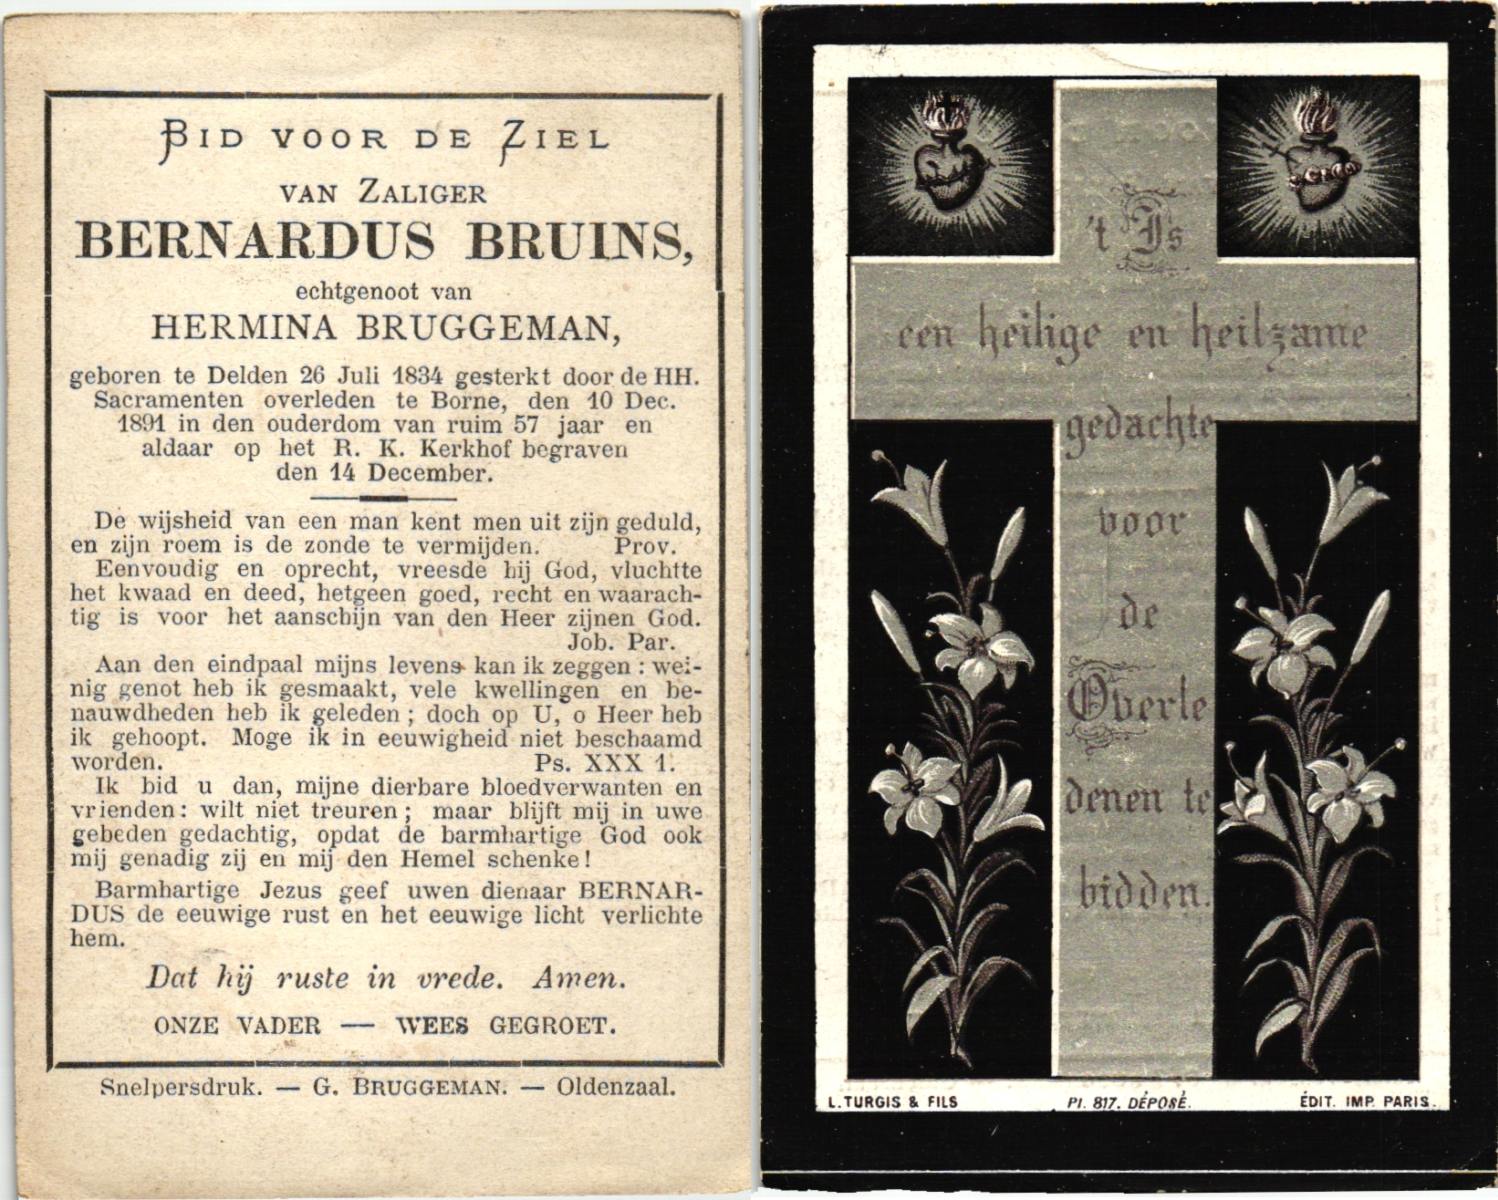 BID VOOR DE ZIEL
VAN ZALIGER
BERNARDUS BRUINS,
echtgenoot van
HERMINA BRUGGEMAN,
geboren te Delden 26 Juli 1834 gesterkt door de HH.
Sacramenten overleden te Borne, den 10 Dec.
1891 in den ouderdom van ruim 57 jaar en
aldaar op het R. K. Kerkhof begraven
den 14 December.
De wijsheid van een man kent men uit zijn geduld,
en zijn roem is de zonde te vermijden. Prov.
Eenvoudig en oprecht, vreesde hij God, vluchtte
het kwaad en deed, hetgeen goed, recht en waarach-
tig is voor het aanschijn van den Heer zijnen God.
Job. Par.
Aan den eindpaal mijns levens kan ik zeggen : wei-
nig genot heb ik gesmaakt, vele kwellingen en be-
nauwdheden heb ik geleden ; doch op U, o Heer heb
ik gehoopt. Moge ik in eeuwigheid niet beschaamd
worden. Ps. XXX 1.
Ik bid u dan, mijne dierbare bloedverwanten en
vrienden : wilt niet treuren ; maar blijft mij in uwe
gebeden gedachtig, opdat de barmhartige God ook
mij genadig zij en mij den Hemel schenke !
Barmhartige Jezus geef uwen dienaar BERNAR-
DUS de eeuwige rust en het eeuwige licht verlichte
hem.
Dat hij ruste in vrede. Amen.
ONZE VADER — WEES GEGROET.
Snelpersdruk. — G. BRUGGEMAN. — Oldenzaal.
't Is
een heilige en heilzame
gedachte
voor
de
Overle
denen te
bidden.
L. TURGIS & FILS Pl. 817. DÉPOSÉ. ÉDIT. IMP. PARIS.